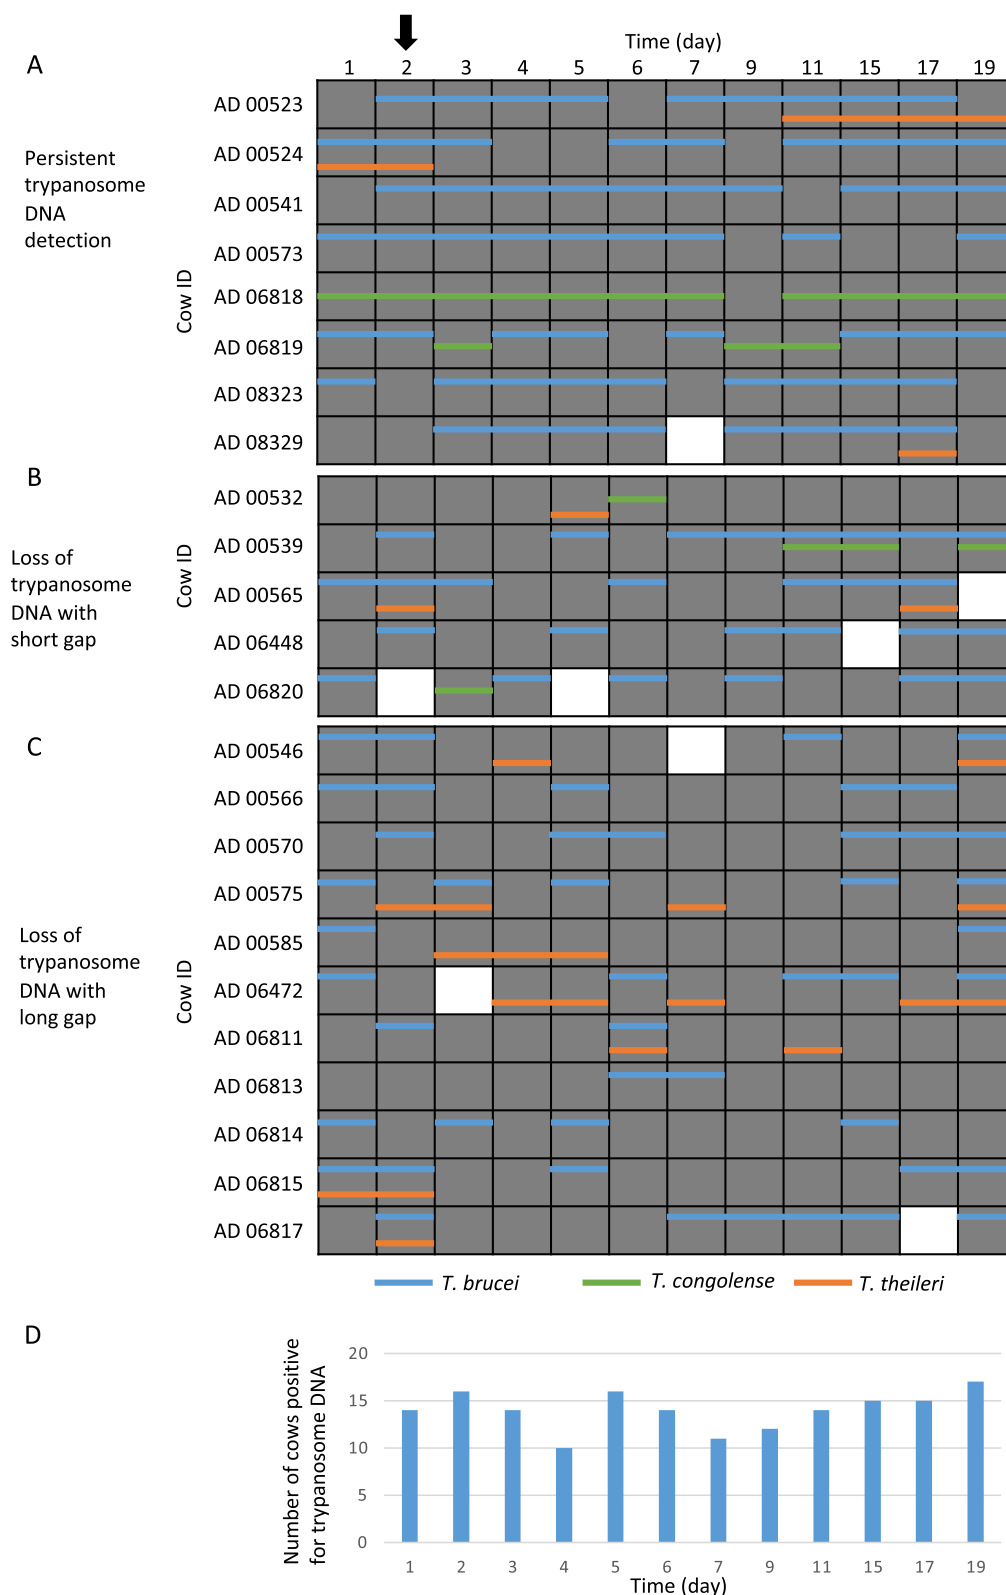 Time (day)
A
1 2 3 4 5 6 7 9 11 15 17 19
Persistent
trypanosome
DNA
detection
Cow ID
AD 00523
AD 00524
AD 00541
AD 00573
AD 06818
AD 06819
AD 08323
AD 08329
B
Loss of
trypanosome
DNA with
short gap
Cow ID
AD 00532
AD 00539
AD 00565
AD 06448
AD 06820
C
Loss of
trypanosome
DNA with
long gap
Cow ID
AD 00546
AD 00566
AD 00570
AD 00575
AD 00585
AD 06472
AD 06811
AD 06813
AD 06814
AD 06815
AD 06817
T. brucei T. congolense T. theileri
D
Number of cows positive
for trypanosome DNA
20
15
10
5
0
1 2 3 4 5 6 7 9 11 15 17 19
Time (day)